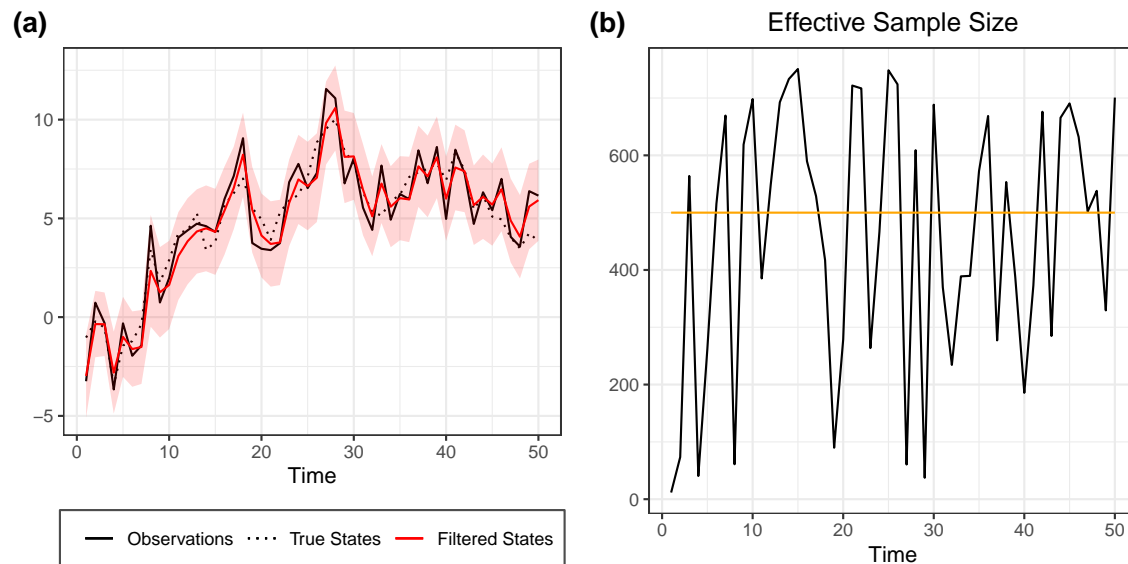 (a)
10
5
0
−5
0 10 20 30 40 50
Time
Observations True States Filtered States
(b)
Effective Sample Size
600
400
200
0
0 10 20 30 40 50
Time